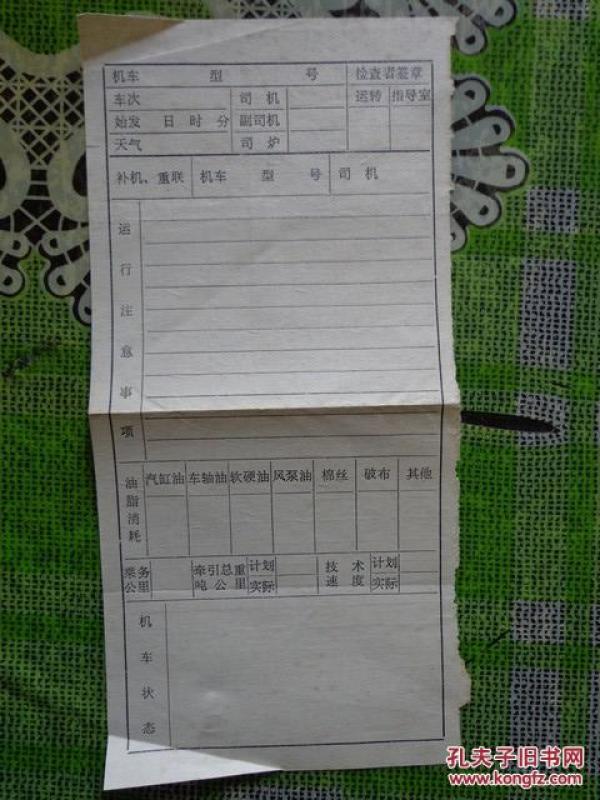 机车 型 号 检查者签章
车次 司机 运转 指导室
始发 日 时 分 副司机
天气 司炉
补机、重联 机车 型 号 司机
运行注意事项
油脂消耗 汽缸油 车轴油 软硬油 风泵油 棉丝 破布 其他
乘务公里 牵引总重吨公里 计划 实际 技术速度 计划 实际
机车状态
孔夫子旧书网
www.kongfz.com